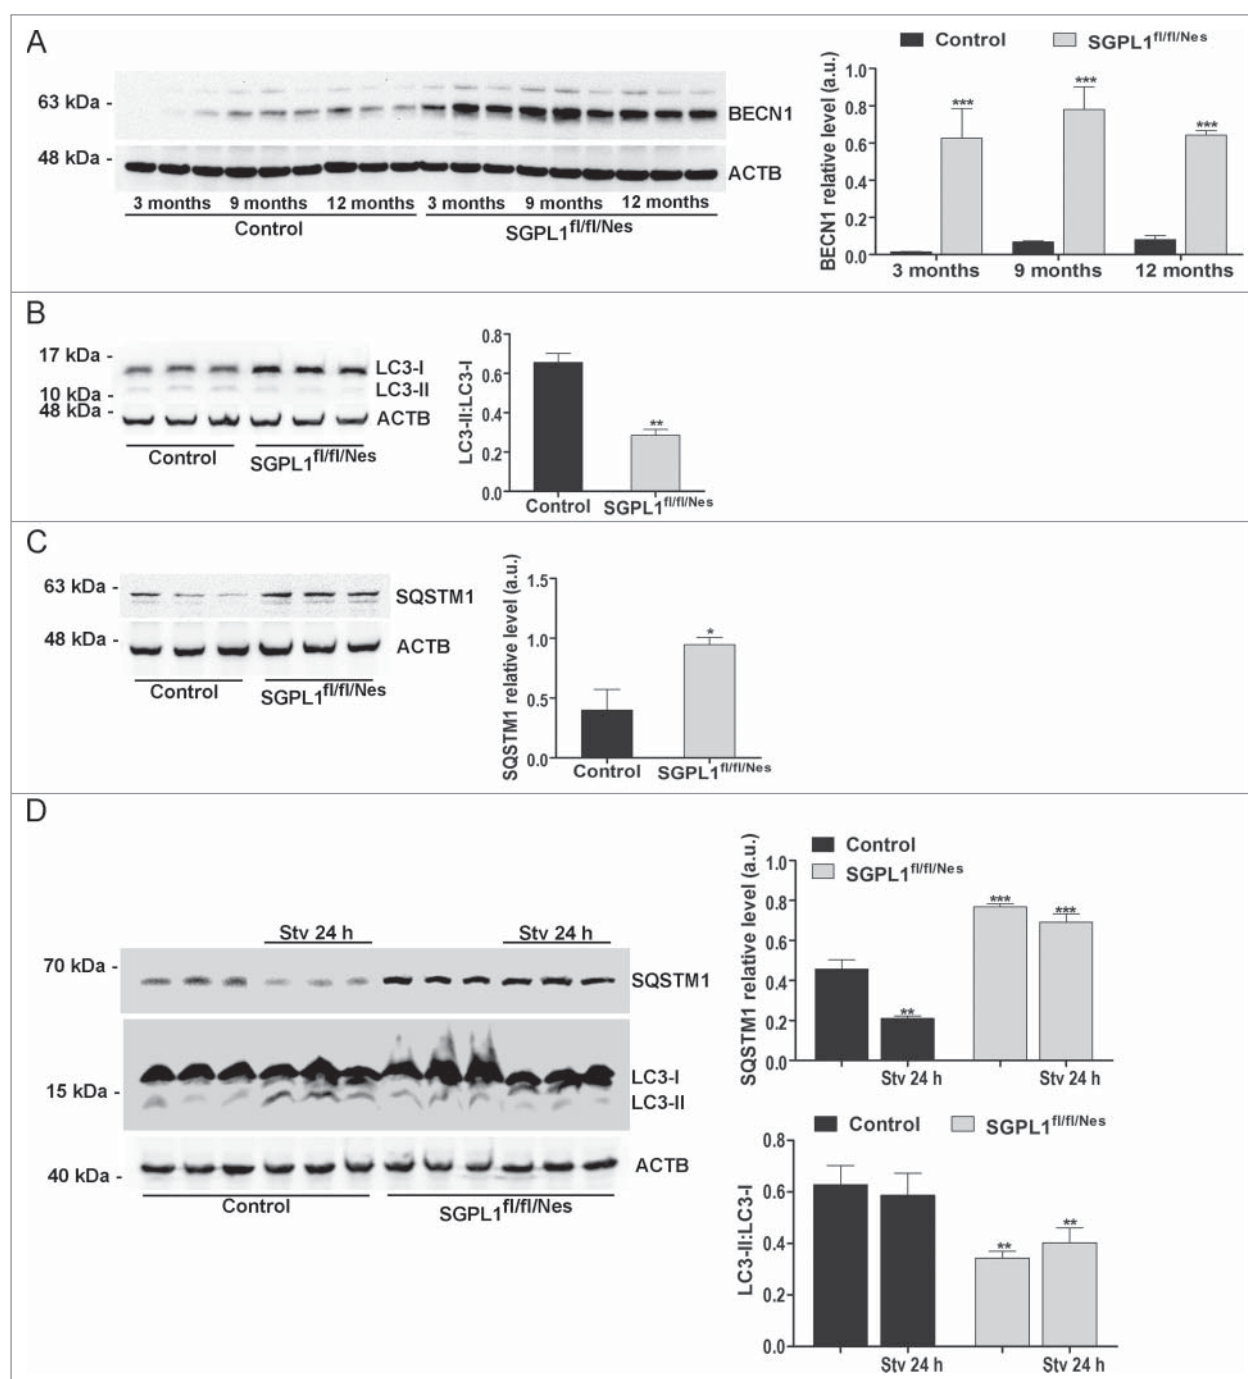 A
63 kDa -
BECN1
48 kDa -
ACTB
3 months 9 months 12 months 3 months 9 months 12 months
Control
SGPL1fl/fl/Nes
Control SGPL1fl/fl/Nes
BECN1 relative level (a.u.)
1.0
0.8
0.6
0.4
0.2
0.0
***
***
***
3 months 9 months 12 months
B
17 kDa -
LC3-I
LC3-II
10 kDa -
48 kDa -
ACTB
Control
SGPL1fl/fl/Nes
LC3-II:LC3-I
0.8
0.6
0.4
0.2
0.0
**
Control SGPL1fl/fl/Nes
C
63 kDa -
SQSTM1
48 kDa -
ACTB
Control
SGPL1fl/fl/Nes
SQSTM1 relative level (a.u.)
1.5
1.0
0.5
0.0
*
Control SGPL1fl/fl/Nes
D
Stv 24 h Stv 24 h
70 kDa -
SQSTM1
LC3-I
15 kDa -
LC3-II
ACTB
40 kDa -
Control
SGPL1fl/fl/Nes
Control
SGPL1fl/fl/Nes
SQSTM1 relative level (a.u.)
1.0
0.8
0.6
0.4
0.2
0.0
**
***
***
Stv 24 h Stv 24 h
Control SGPL1fl/fl/Nes
LC3-II:LC3-I
0.8
0.6
0.4
0.2
0.0
**
**
Stv 24 h Stv 24 h